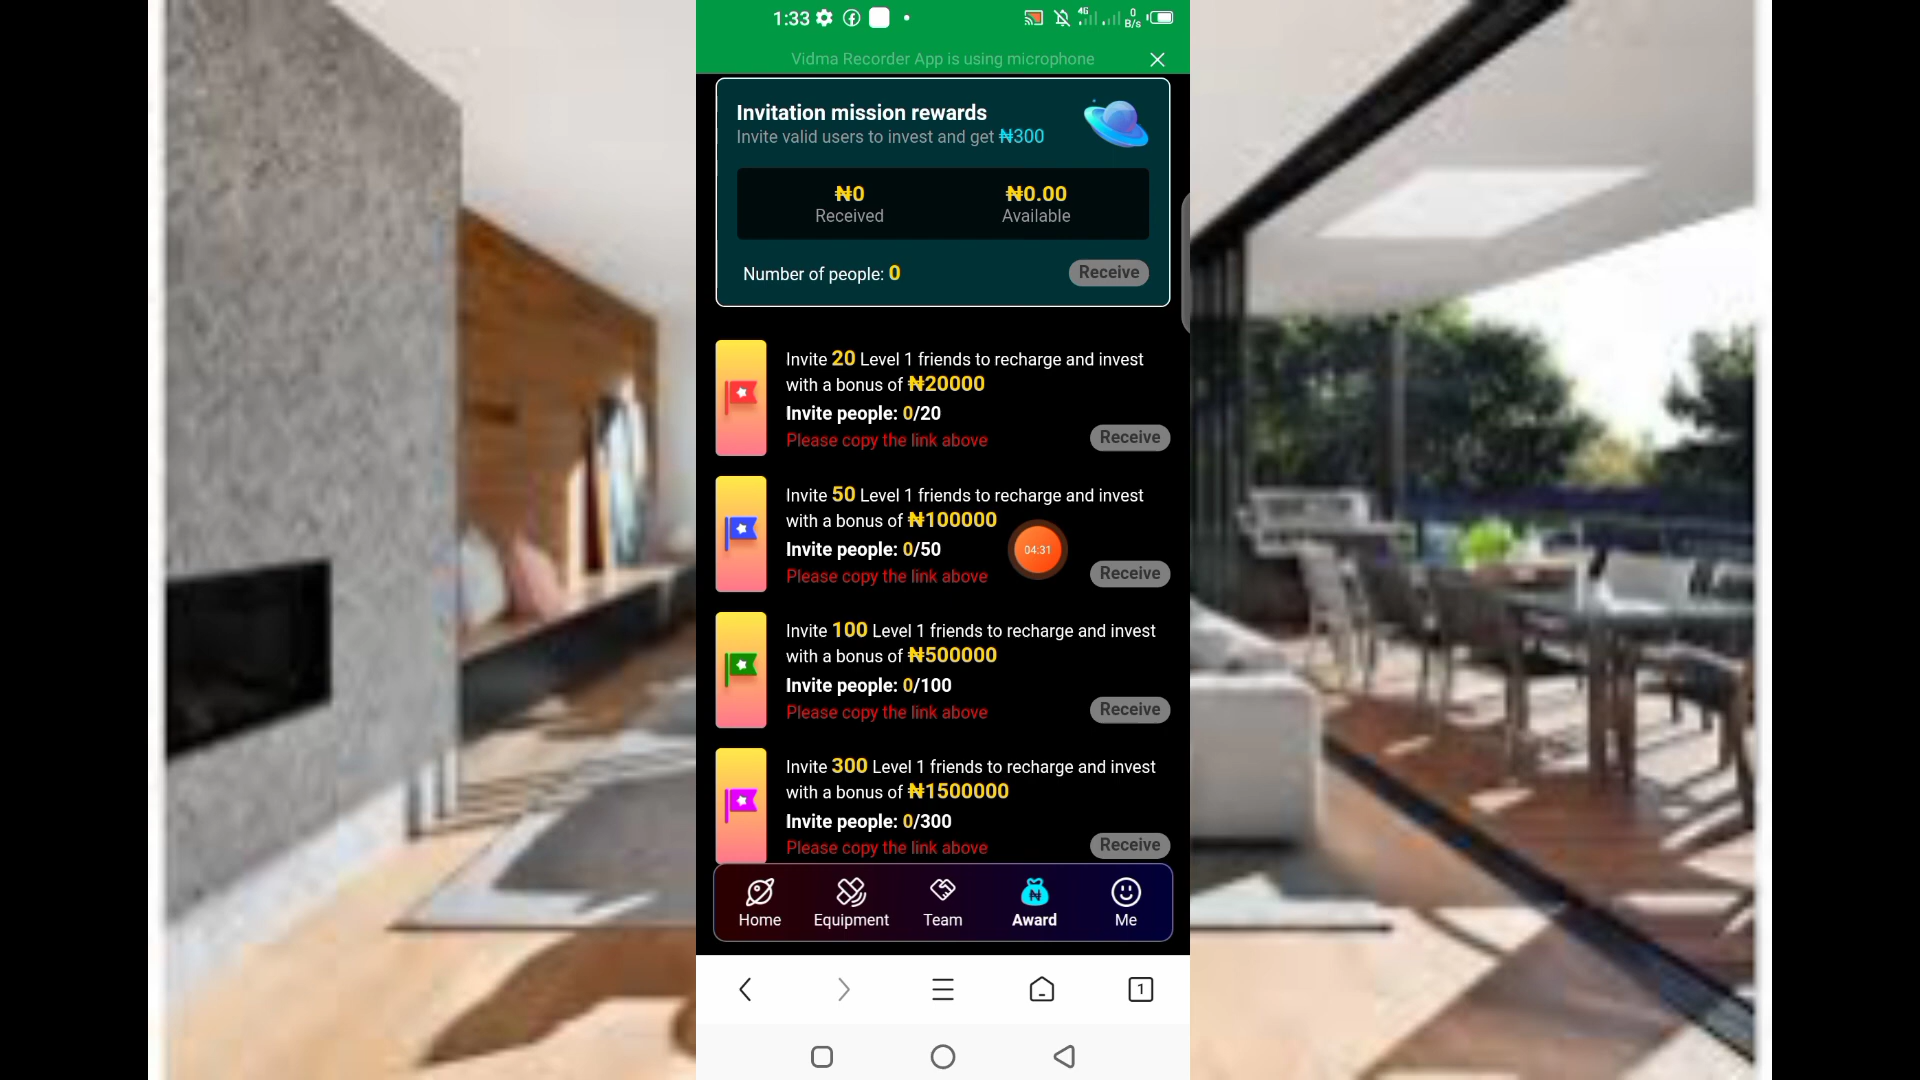 1:33
4G
0
B/s
Vidma Recorder App is using microphone
Invitation mission rewards
Invite valid users to invest and get ₦300
₦0
₦0.00
Received
Available
Number of people: 0
Receive
Invite 20 Level 1 friends to recharge and invest
with a bonus of ₦20000
Invite people: 0/20
Please copy the link above
Receive
Invite 50 Level 1 friends to recharge and invest
with a bonus of ₦100000
Invite people: 0/50
04:31
Please copy the link above
Receive
Invite 100 Level 1 friends to recharge and invest
with a bonus of ₦500000
Invite people: 0/100
Please copy the link above
Receive
Invite 300 Level 1 friends to recharge and invest
with a bonus of ₦1500000
Invite people: 0/300
Please copy the link above
Receive
Home
Equipment
Team
Award
Me
1